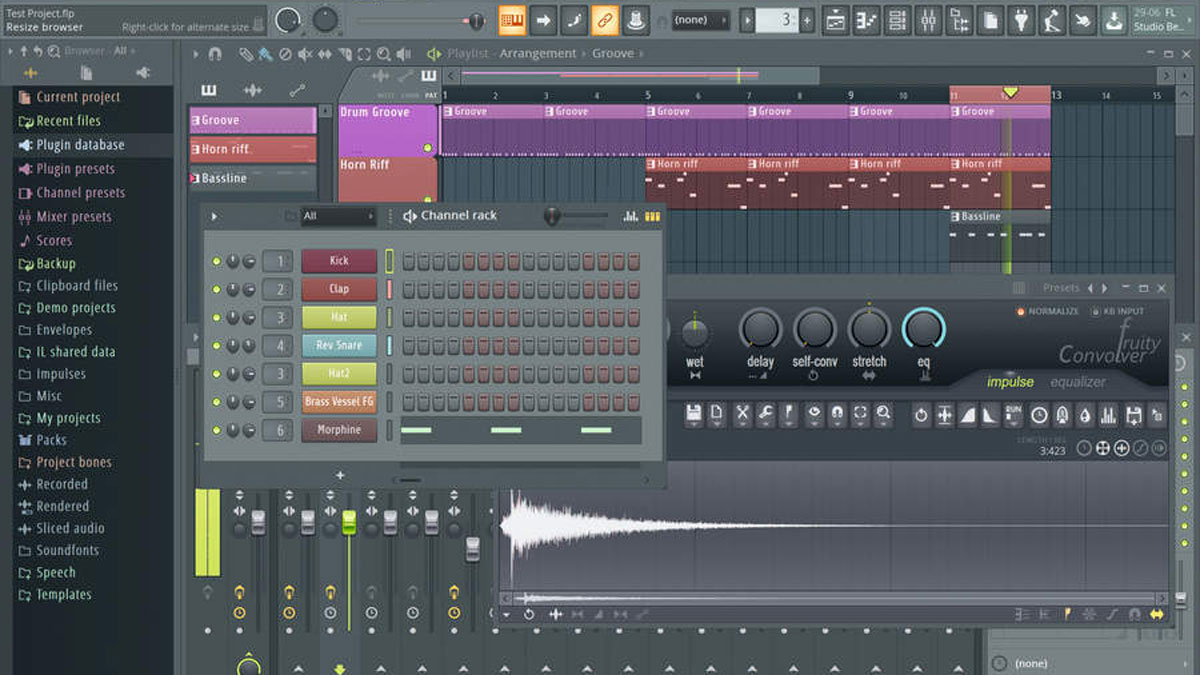 Test Project.flp
Resize browser
Right-click for alternate size
(none)
3
29-06 FL
Studio Be...
Browser - All
Playlist - Arrangement › Groove ›
PAT
1 2 3 4 5 6 7 8 9 10 11 13 14 15
Current project
Recent files
Plugin database
Plugin presets
Channel presets
Mixer presets
Scores
Backup
Clipboard files
Demo projects
Envelopes
IL shared data
Impulses
Misc
My projects
Packs
Project bones
Recorded
Rendered
Sliced audio
Soundfonts
Speech
Templates
Groove
Horn riff.
Bassline
Drum Groove
Groove Groove Groove Groove Groove Groove
Horn Riff
Horn riff Horn riff Horn riff Horn riff
Bassline
All
Channel rack
1 Kick
2 Clap
3 Hat
4 Rev Snare
3 Hat2
5 Brass Vessel FG
6 Morphine
Presets
NORMALIZE
KB INPUT
wet
delay
self-conv
stretch
eq
fruity
Convolver
impulse
equalizer
RUN
LENGTH / SEC
3:423
(none)